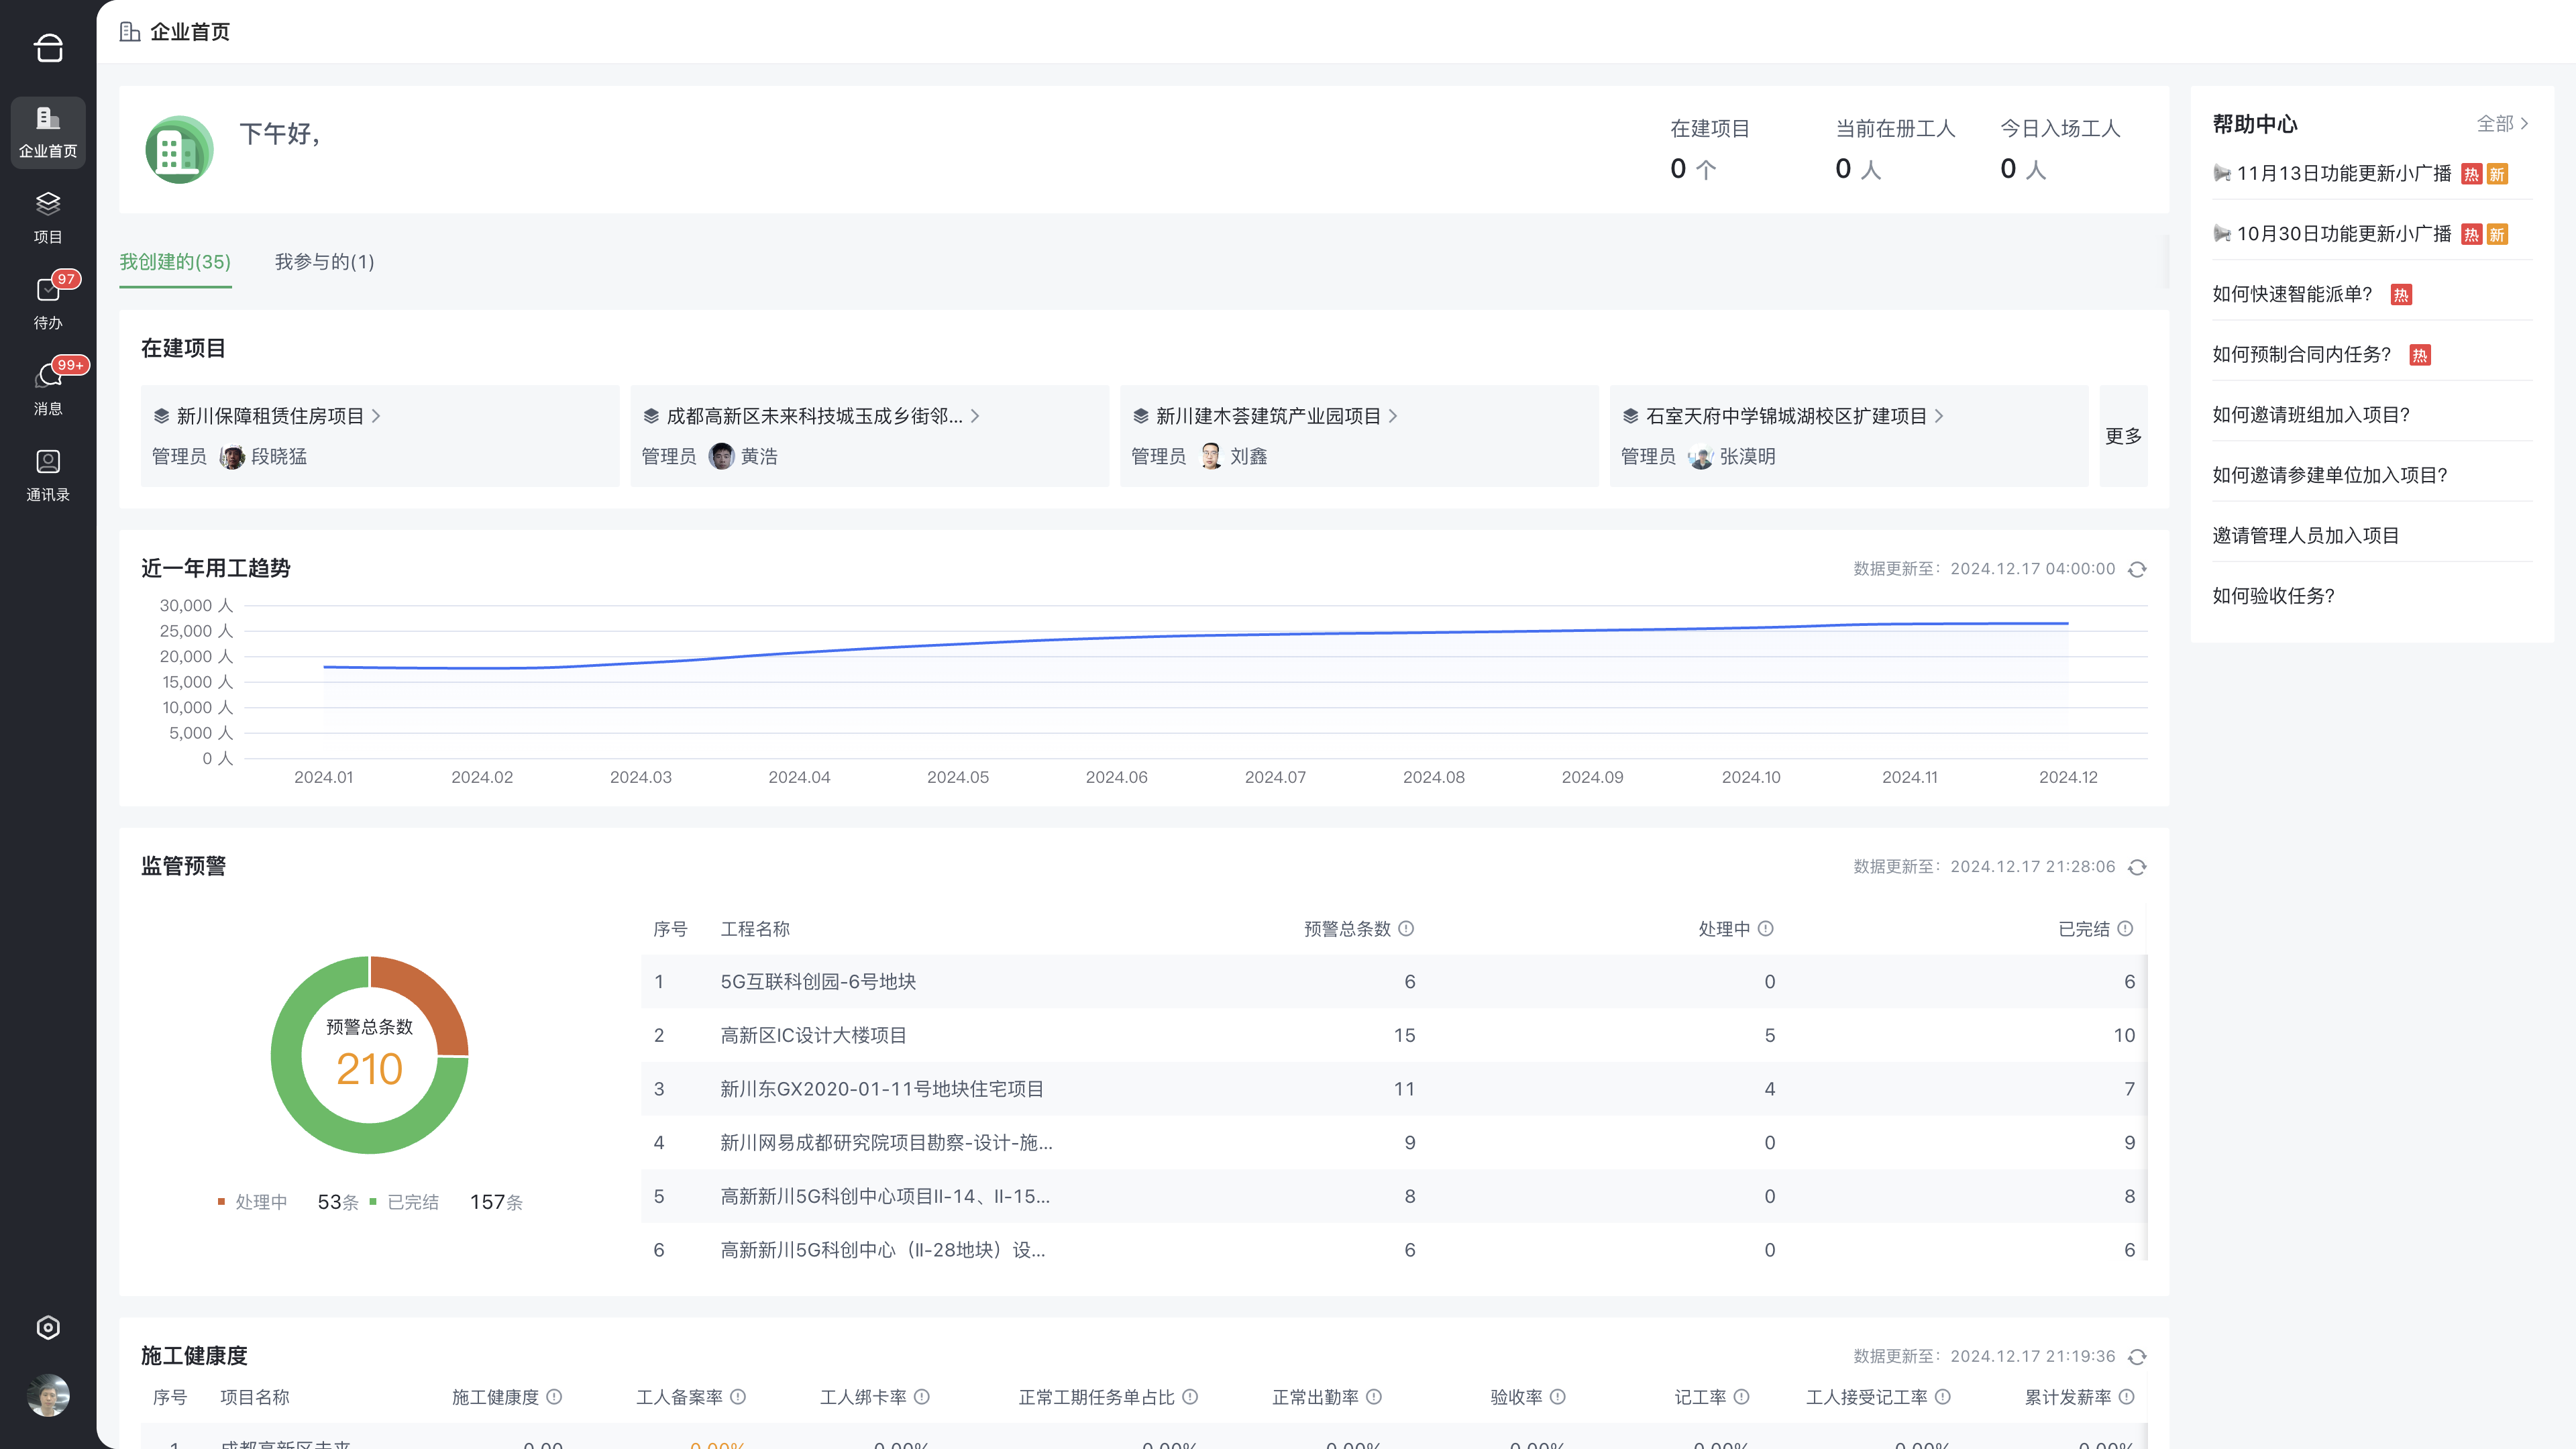 企业首页
企业首页
项目
97
待办
99+
消息
通讯录
下午好,
在建项目 当前在册工人 今日入场工人
0 个 0 人 0 人
我创建的(35) 我参与的(1)
在建项目
新川保障租赁住房项目
管理员 段晓猛
成都高新区未来科技城玉成乡街邻...
管理员 黄浩
新川建木荟建筑产业园项目
管理员 刘鑫
石室天府中学锦城湖校区扩建项目
管理员 张漠明
更多
近一年用工趋势 数据更新至：2024.12.17 04:00:00
30,000 人
25,000 人
20,000 人
15,000 人
10,000 人
5,000 人
0 人
2024.01 2024.02 2024.03 2024.04 2024.05 2024.06 2024.07 2024.08 2024.09 2024.10 2024.11 2024.12
监管预警 数据更新至：2024.12.17 21:28:06
预警总条数
210
处理中 53条 已完结 157条
序号 工程名称 预警总条数 处理中 已完结
1 5G互联科创园-6号地块 6 0 6
2 高新区IC设计大楼项目 15 5 10
3 新川东GX2020-01-11号地块住宅项目 11 4 7
4 新川网易成都研究院项目勘察-设计-施... 9 0 9
5 高新新川5G科创中心项目II-14、II-15... 8 0 8
6 高新新川5G科创中心（II-28地块）设... 6 0 6
施工健康度 数据更新至：2024.12.17 21:19:36
序号 项目名称 施工健康度 工人备案率 工人绑卡率 正常工期任务单占比 正常出勤率 验收率 记工率 工人接受记工率 累计发薪率
1 成都高新区未来 0.00 0.00% 0.00% 0.00% 0.00% 0.00% 0.00% 0.00% 0.00%
帮助中心 全部
11月13日功能更新小广播 热 新
10月30日功能更新小广播 热 新
如何快速智能派单? 热
如何预制合同内任务? 热
如何邀请班组加入项目?
如何邀请参建单位加入项目?
邀请管理人员加入项目
如何验收任务?